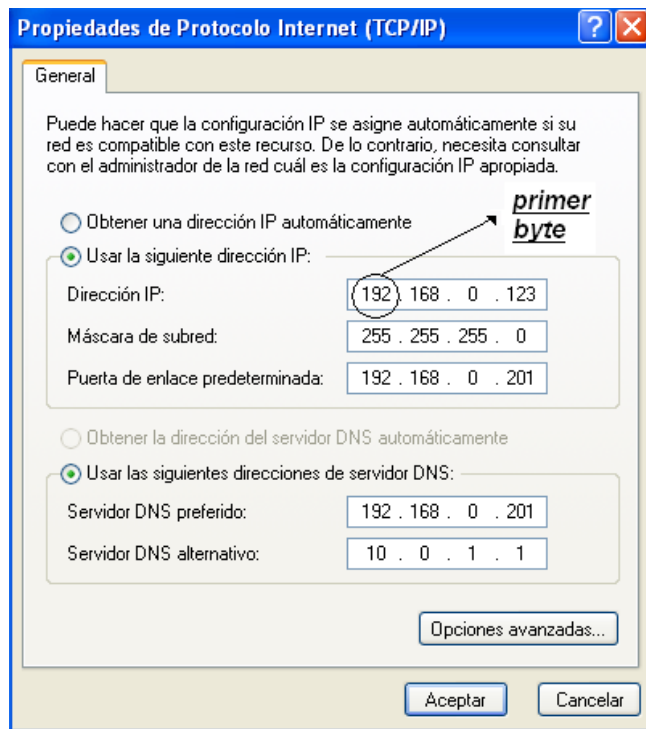 Propiedades de Protocolo Internet (TCP/IP)
General
Puede hacer que la configuración IP se asigne automáticamente si su
red es compatible con este recurso. De lo contrario, necesita consultar
con el administrador de la red cuál es la configuración IP apropiada.
primer
byte
Obtener una dirección IP automáticamente
Usar la siguiente dirección IP:
Dirección IP: 192 . 168 . 0 . 123
Máscara de subred: 255 . 255 . 255 . 0
Puerta de enlace predeterminada: 192 . 168 . 0 . 201
Obtener la dirección del servidor DNS automáticamente
Usar las siguientes direcciones de servidor DNS:
Servidor DNS preferido: 192 . 168 . 0 . 201
Servidor DNS alternativo: 10 . 0 . 1 . 1
Opciones avanzadas...
Aceptar Cancelar